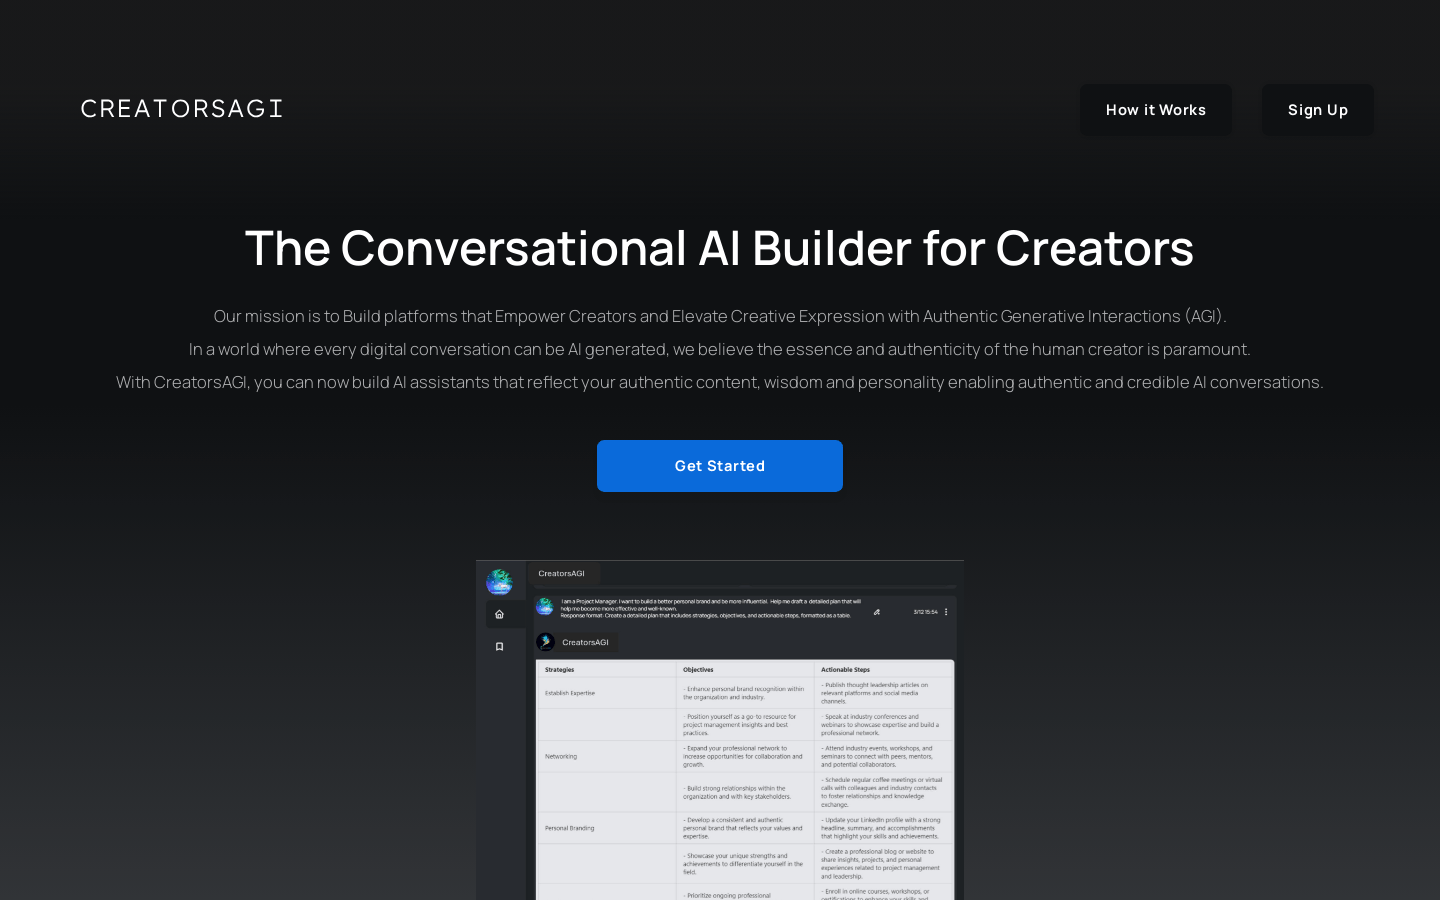 CREATORSAGI
How it Works
Sign Up
The Conversational AI Builder for Creators
Our mission is to Build platforms that Empower Creators and Elevate Creative Expression with Authentic Generative Interactions (AGI).
In a world where every digital conversation can be AI generated, we believe the essence and authenticity of the human creator is paramount.
With CreatorsAGI, you can now build AI assistants that reflect your authentic content, wisdom and personality enabling authentic and credible AI conversations.
Get Started
CreatorsAGI
I am a Project Manager. I want to build a better personal brand and be more influential. Help me draft a detailed plan that will
help me become more effective and well-known.
Response format- Create a detailed plan that includes strategies, objectives, and actionable steps, formatted as a table.
3/12 15:54
CreatorsAGI
Strategies
Objectives
Actionable Steps
Establish Expertise
- Enhance personal brand recognition within
the organization and industry.
- Publish thought leadership articles on
relevant platforms and social media
channels.
- Position yourself as a go-to resource for
project management insights and best
practices.
- Speak at industry conferences and
webinars to showcase expertise and build a
professional network.
Networking
- Expand your professional network to
increase opportunities for collaboration and
growth.
- Attend industry events, workshops, and
seminars to connect with peers, mentors,
and potential collaborators.
- Build strong relationships within the
organization and with key stakeholders.
- Schedule regular coffee meetings or virtual
calls with colleagues and industry contacts
to foster relationships and knowledge
exchange.
Personal Branding
- Develop a consistent and authentic
personal brand that reflects your values and
expertise.
- Update your LinkedIn profile with a strong
headline, summary, and accomplishments
that highlight your skills and achievements.
- Showcase your unique strengths and
achievements to differentiate yourself in the
field.
- Create a professional blog or website to
share insights, projects, and personal
experiences related to project management
and leadership.
- Prioritize ongoing professional
- Enroll in online courses, workshops, or
certifications to enhance your skills and